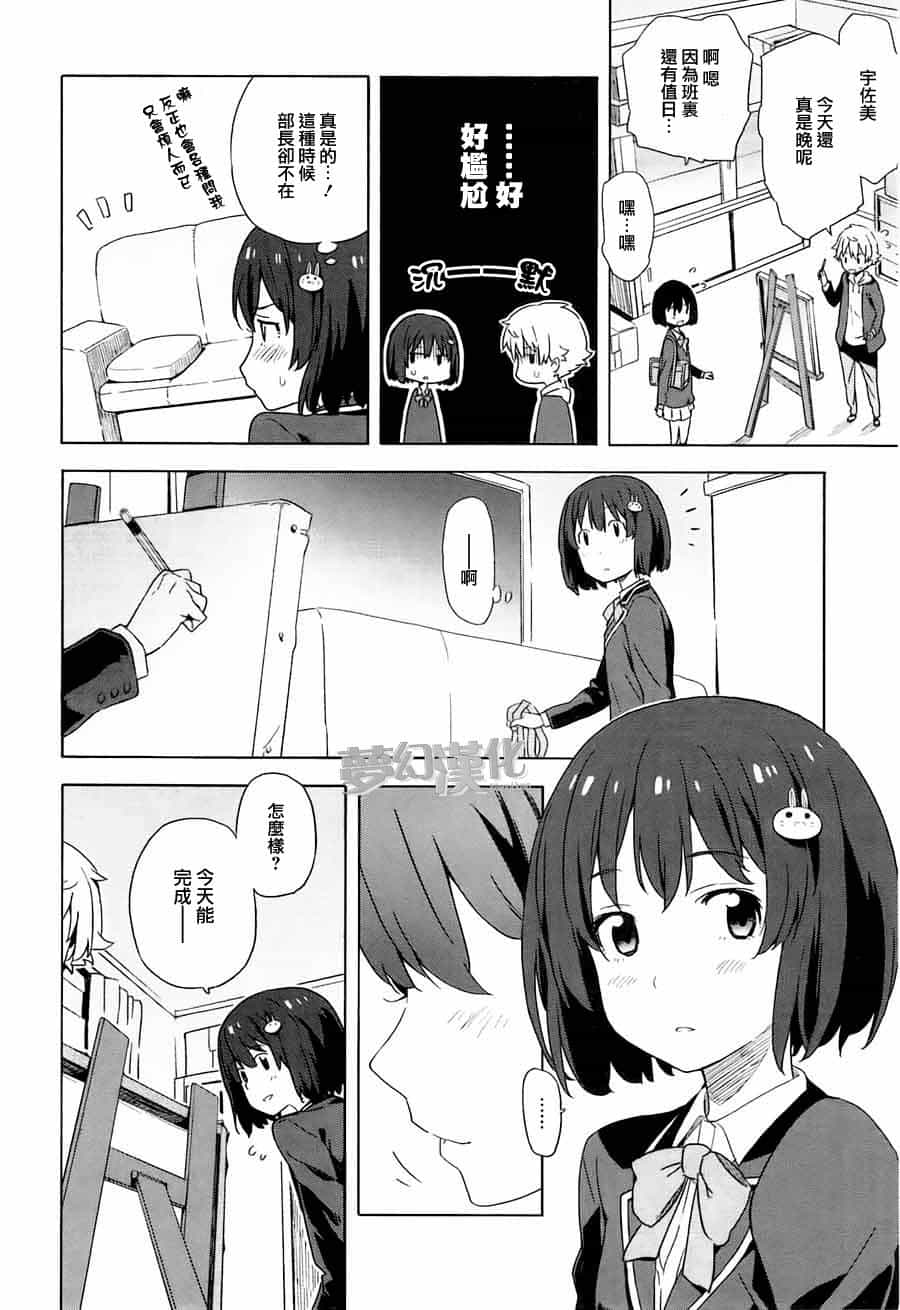 宇佐美
今天還
真是晚呢
啊 嗯
因為班裏
還有值日…
嘿…嘿
……好
好尷尬
沉——默
真是的…！
這種時候
部長卻不在
嘛
反正也會各種問我
只會煩人而已
——啊
……
怎麼樣？
今天能
完成——
夢幻漢化